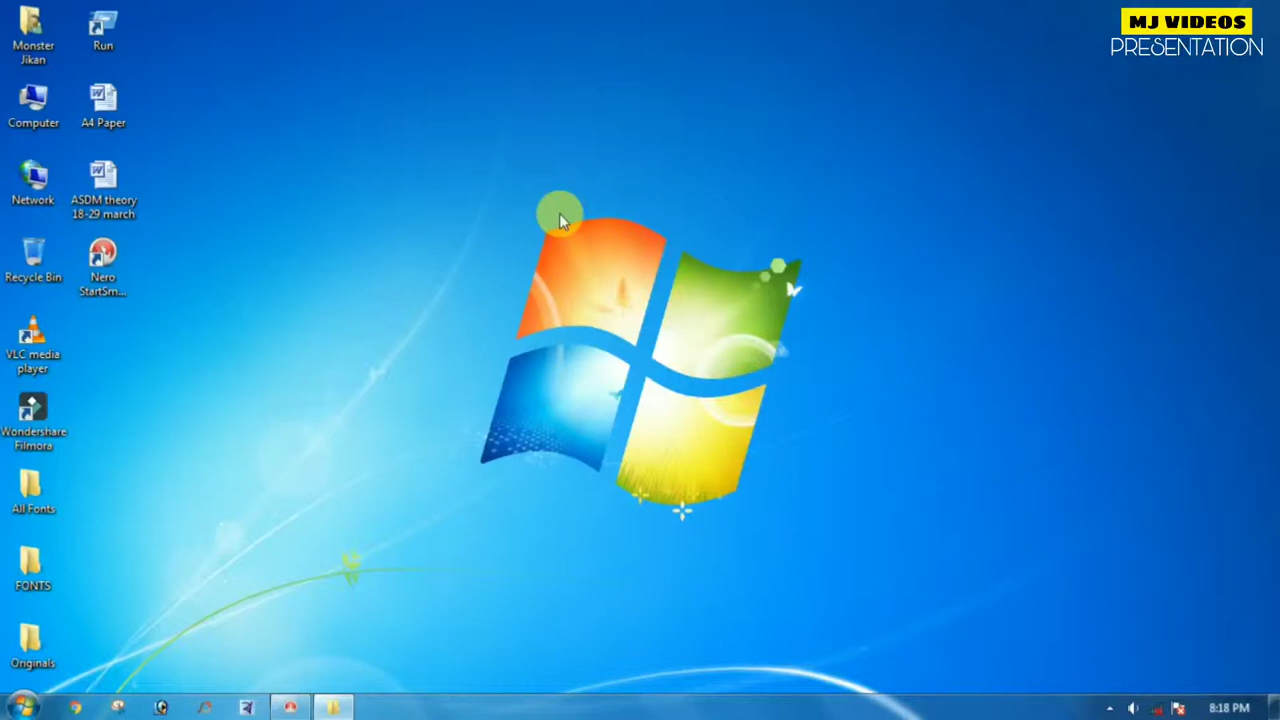 MJ VIDEOS
PRESENTATION
Monster
Jikan
Run
Computer
A4 Paper
Network
ASDM theory
18-29 march
Recycle Bin
Nero
StartSm...
VLC media
player
Wondershare
Filmora
All Fonts
FONTS
Originals
8:18 PM